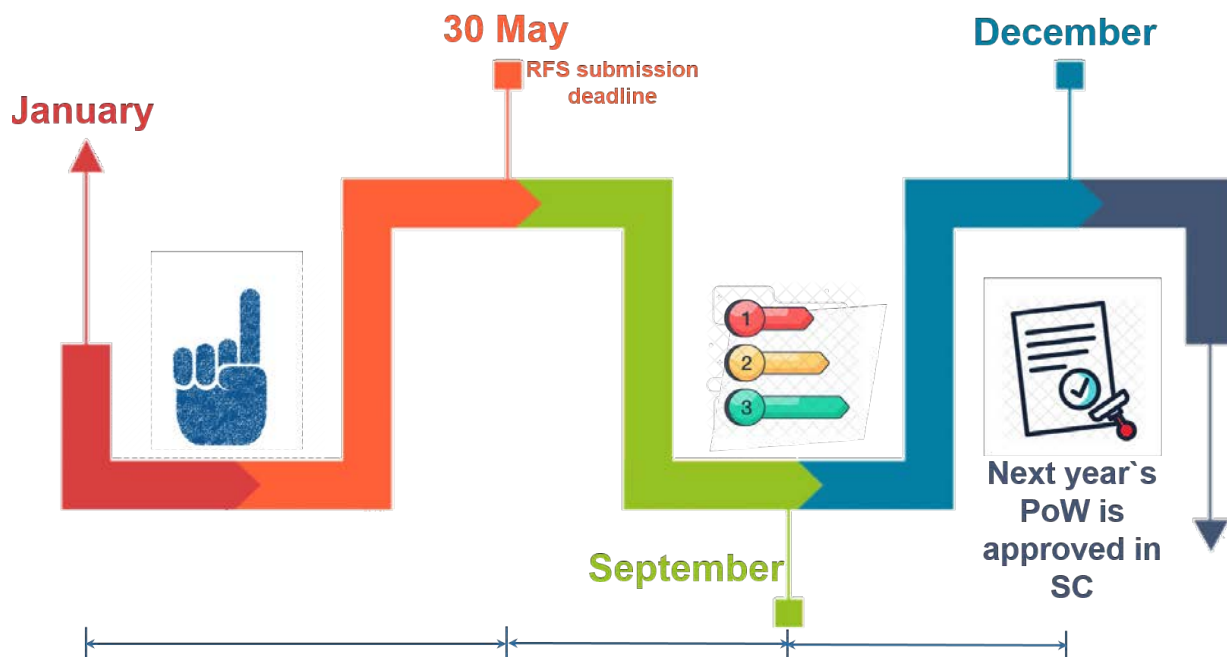 January
30 May
RFS submission
deadline
December
1
2
3
September
Next year`s
PoW is
approved in
SC